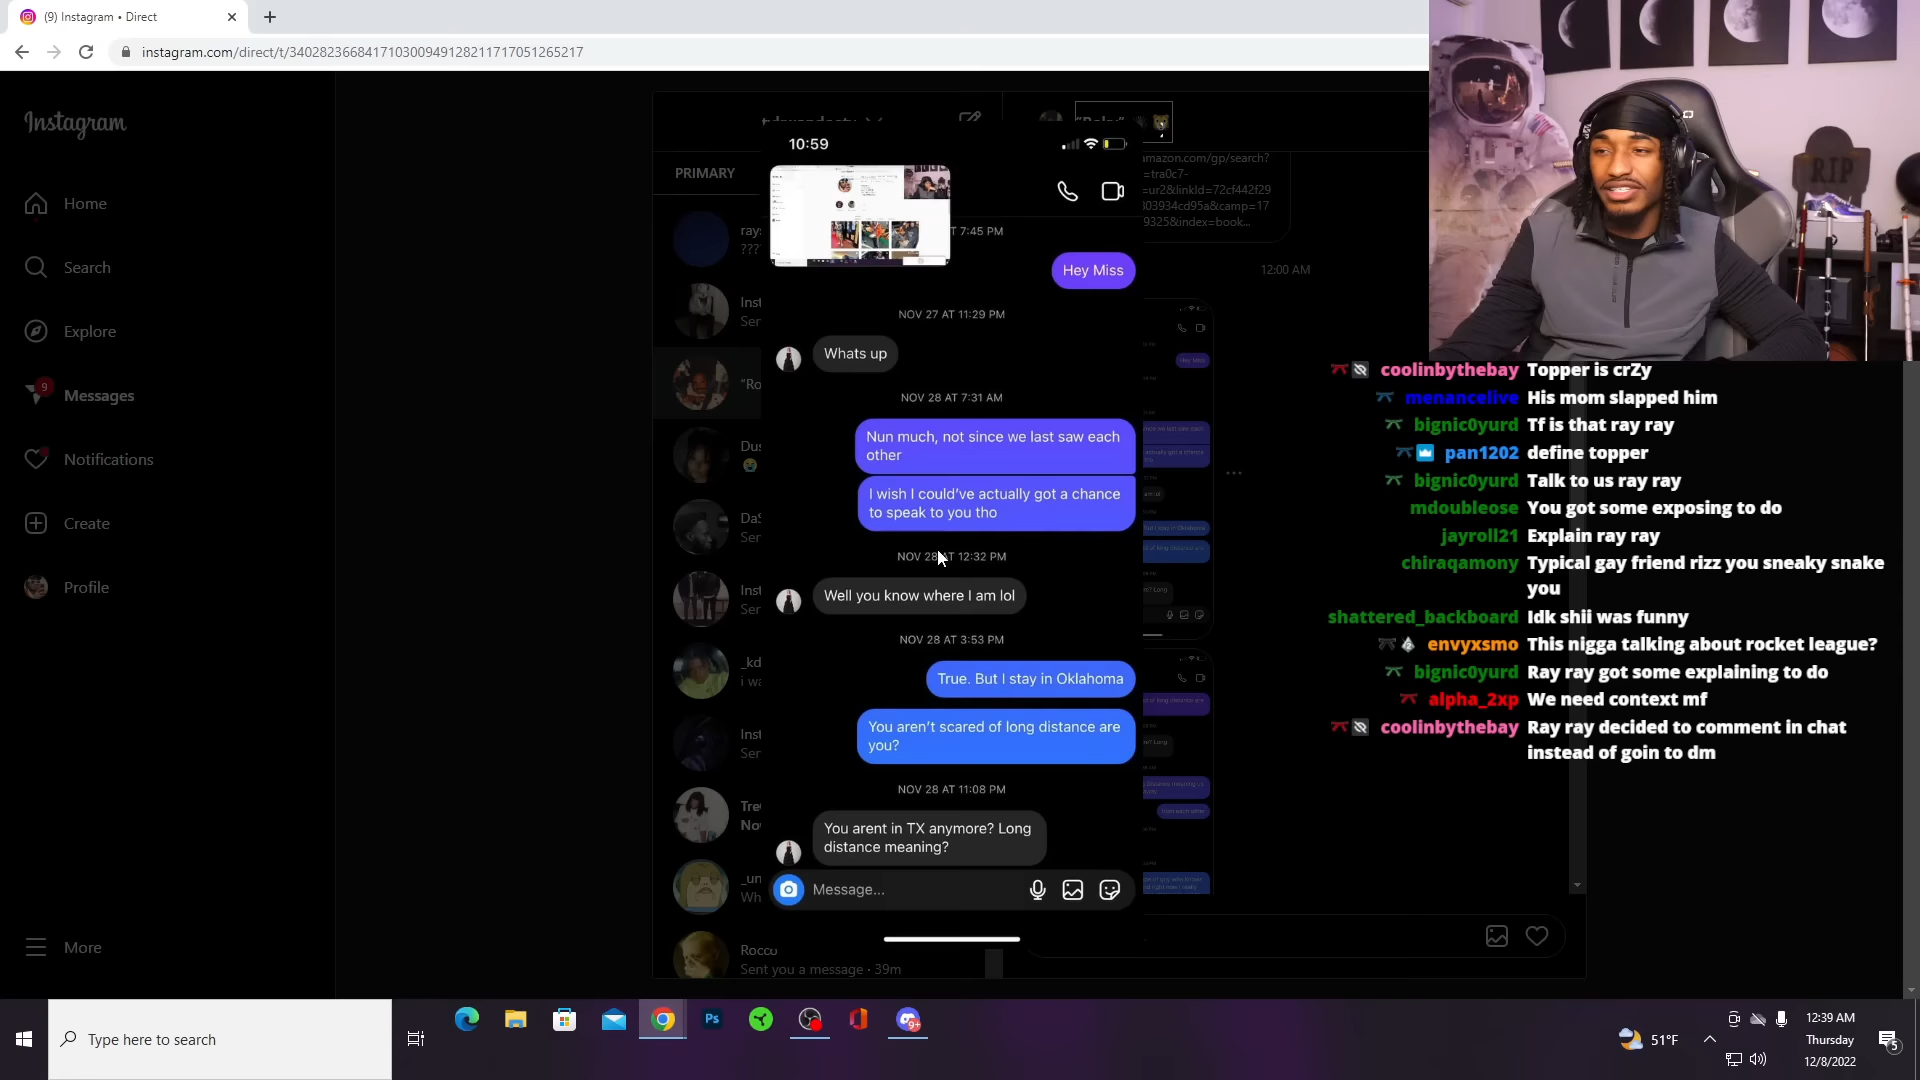 (9) Instagram • Direct
instagram.com/direct/t/340282366841710300949128211717051265217
Instagram
Home
Search
Explore
9
Messages
Notifications
Create
Profile
More
PRIMARY
10:59
T 7:45 PM
Hey Miss
NOV 27 AT 11:29 PM
Whats up
NOV 28 AT 7:31 AM
Nun much, not since we last saw each
other
I wish I could've actually got a chance
to speak to you tho
NOV 28 AT 12:32 PM
Well you know where I am lol
NOV 28 AT 3:53 PM
True. But I stay in Oklahoma
You aren't scared of long distance are
you?
NOV 28 AT 11:08 PM
You arent in TX anymore? Long
distance meaning?
Message...
Rocco
Sent you a message • 39m
amazon.com/gp/search?
=tra0c7-
=ur2&linkId=72cf442f29
303934cd95a&camp=17
9325&index=book...
12:00 AM
RIP
coolinbythebay Topper is crZy
menancelive His mom slapped him
bignic0yurd Tf is that ray ray
pan1202 define topper
bignic0yurd Talk to us ray ray
mdoubleose You got some exposing to do
jayroll21 Explain ray ray
chiraqamony Typical gay friend rizz you sneaky snake
you
shattered_backboard Idk shii was funny
envyxsmo This nigga talking about rocket league?
bignic0yurd Ray ray got some explaining to do
alpha_2xp We need context mf
coolinbythebay Ray ray decided to comment in chat
instead of goin to dm
Type here to search
Ps
9+
51°F
12:39 AM
Thursday
12/8/2022
5